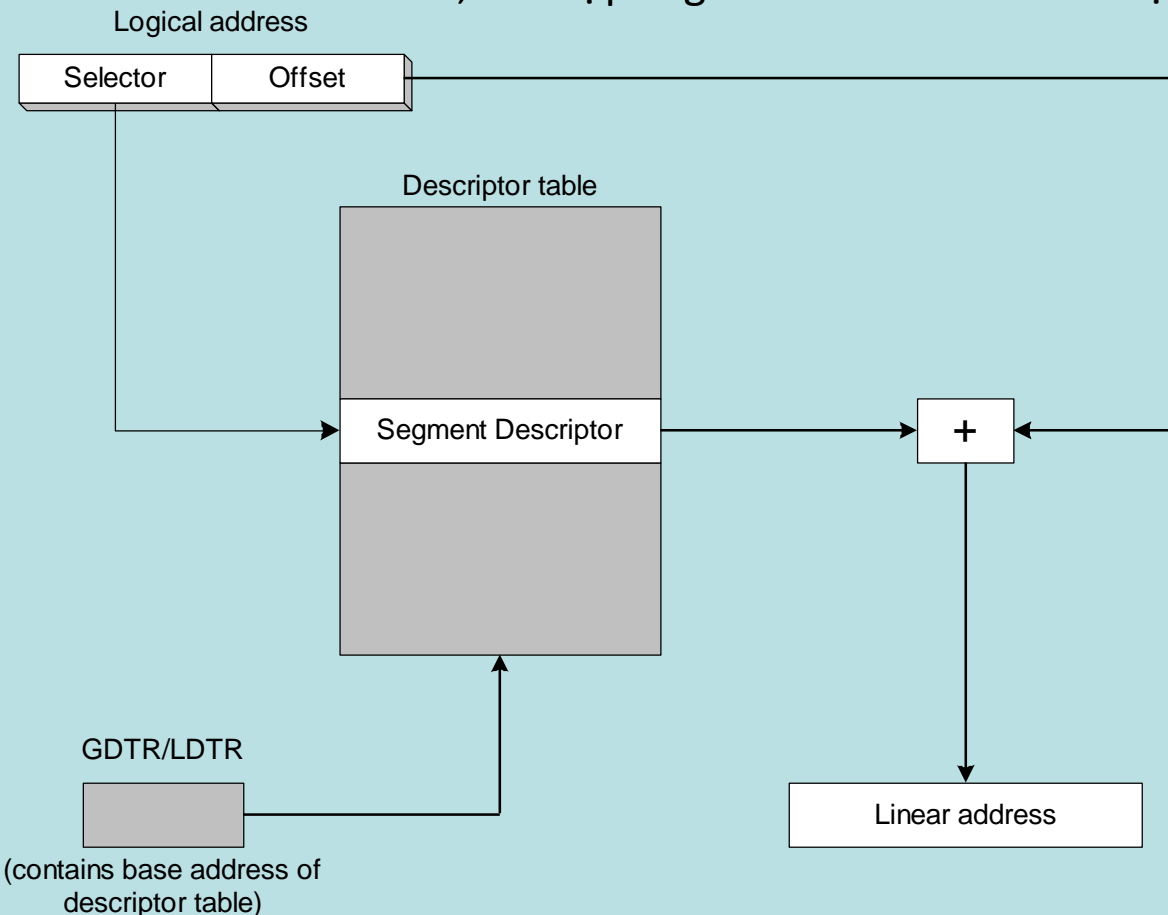 Logical address
Selector Offset
Descriptor table
Segment Descriptor
+
GDTR/LDTR
Linear address
(contains base address of
descriptor table)